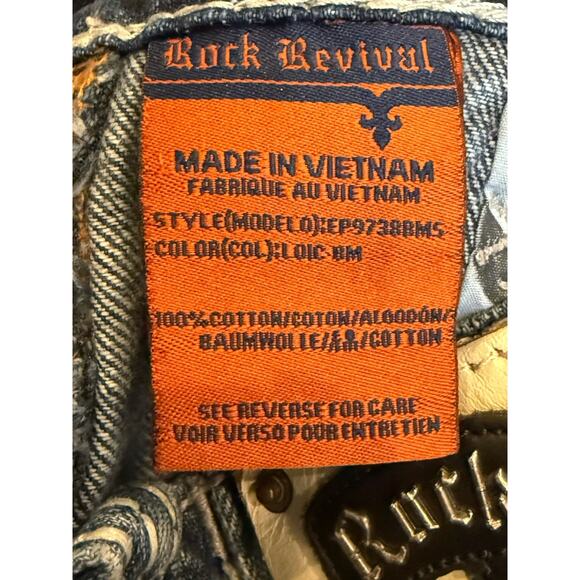 Rock Revival
MADE IN VIETNAM
FABRIQUE AU VIETNAM
STYLE(MODELO):EP9738BM5
COLOR(COL):LOIC-BM
100%COTTON/COTON/ALGODÓN/
BAUMWOLLE/ /COTTON
SEE REVERSE FOR CARE
VOIR VERSO POUR ENTRETIEN
Rock